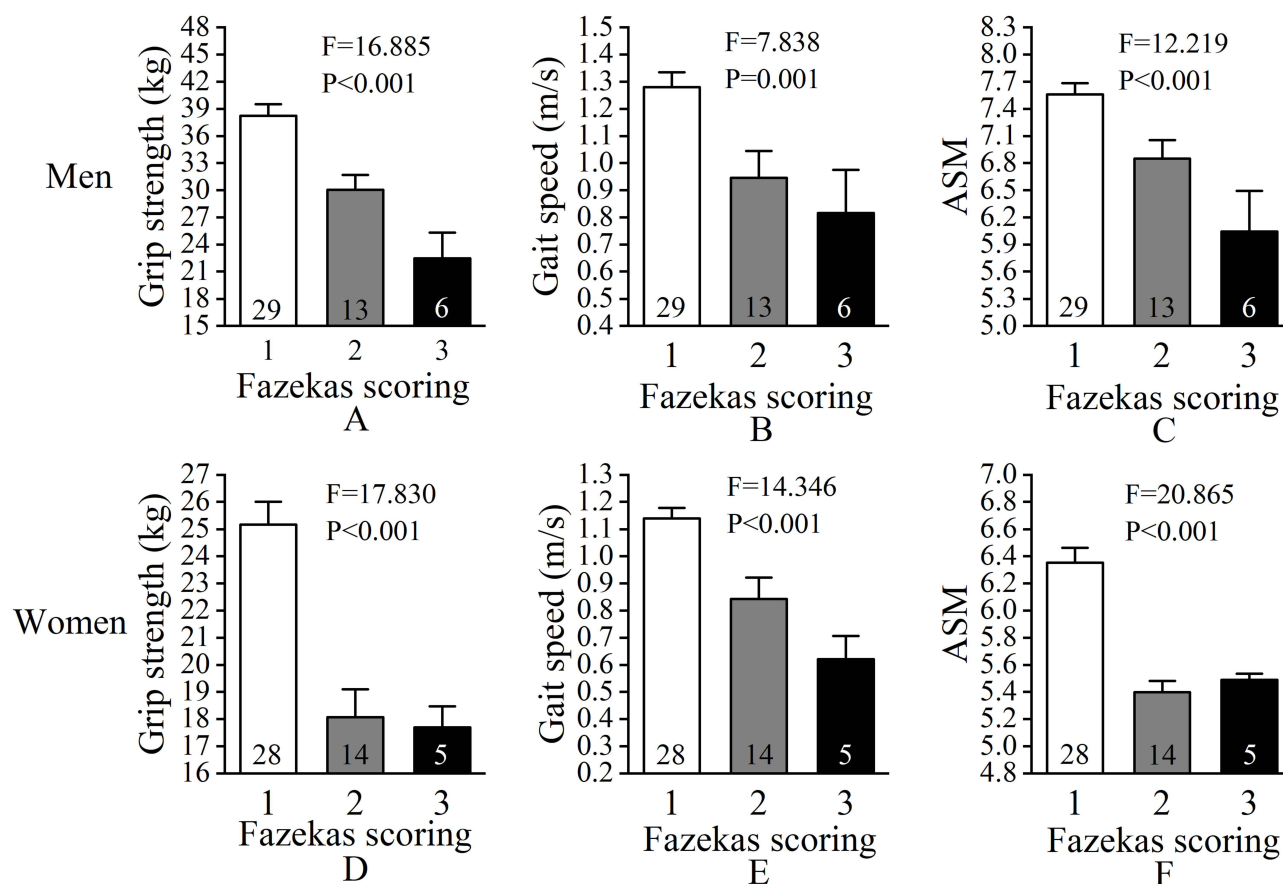 Men
Grip strength (kg)
48
45
42
39
36
33
30
27
24
21
18
15
F=16.885
P<0.001
29
13
6
1 2 3
Fazekas scoring
A
Gait speed (m/s)
1.5
1.4
1.3
1.2
1.1
1.0
0.9
0.8
0.7
0.6
0.5
0.4
F=7.838
P=0.001
29
13
6
1 2 3
Fazekas scoring
B
ASM
8.3
8.0
7.7
7.4
7.1
6.8
6.5
6.2
5.9
5.6
5.3
5.0
F=12.219
P<0.001
29
13
6
1 2 3
Fazekas scoring
C
Women
Grip strength (kg)
27
26
25
24
23
22
21
20
19
18
17
16
F=17.830
P<0.001
28
14
5
1 2 3
Fazekas scoring
D
Gait speed (m/s)
1.3
1.2
1.1
1.0
0.9
0.8
0.7
0.6
0.5
0.4
0.3
0.2
F=14.346
P<0.001
28
14
5
1 2 3
Fazekas scoring
E
ASM
7.0
6.8
6.6
6.4
6.2
6.0
5.8
5.6
5.4
5.2
5.0
4.8
F=20.865
P<0.001
28
14
5
1 2 3
Fazekas scoring
F